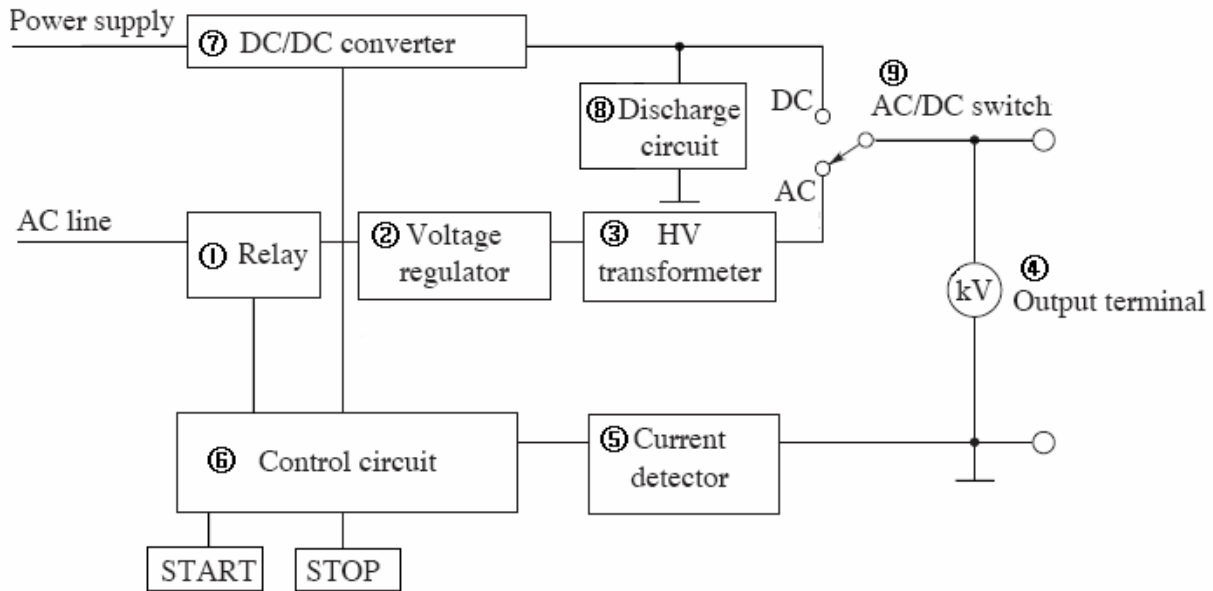 Power supply
⑦ DC/DC converter
⑧ Discharge
circuit
DC
⑨
AC/DC switch
AC
AC line
① Relay
② Voltage
regulator
③ HV
transformeter
kV
④
Output terminal
⑥ Control circuit
⑤ Current
detector
START
STOP